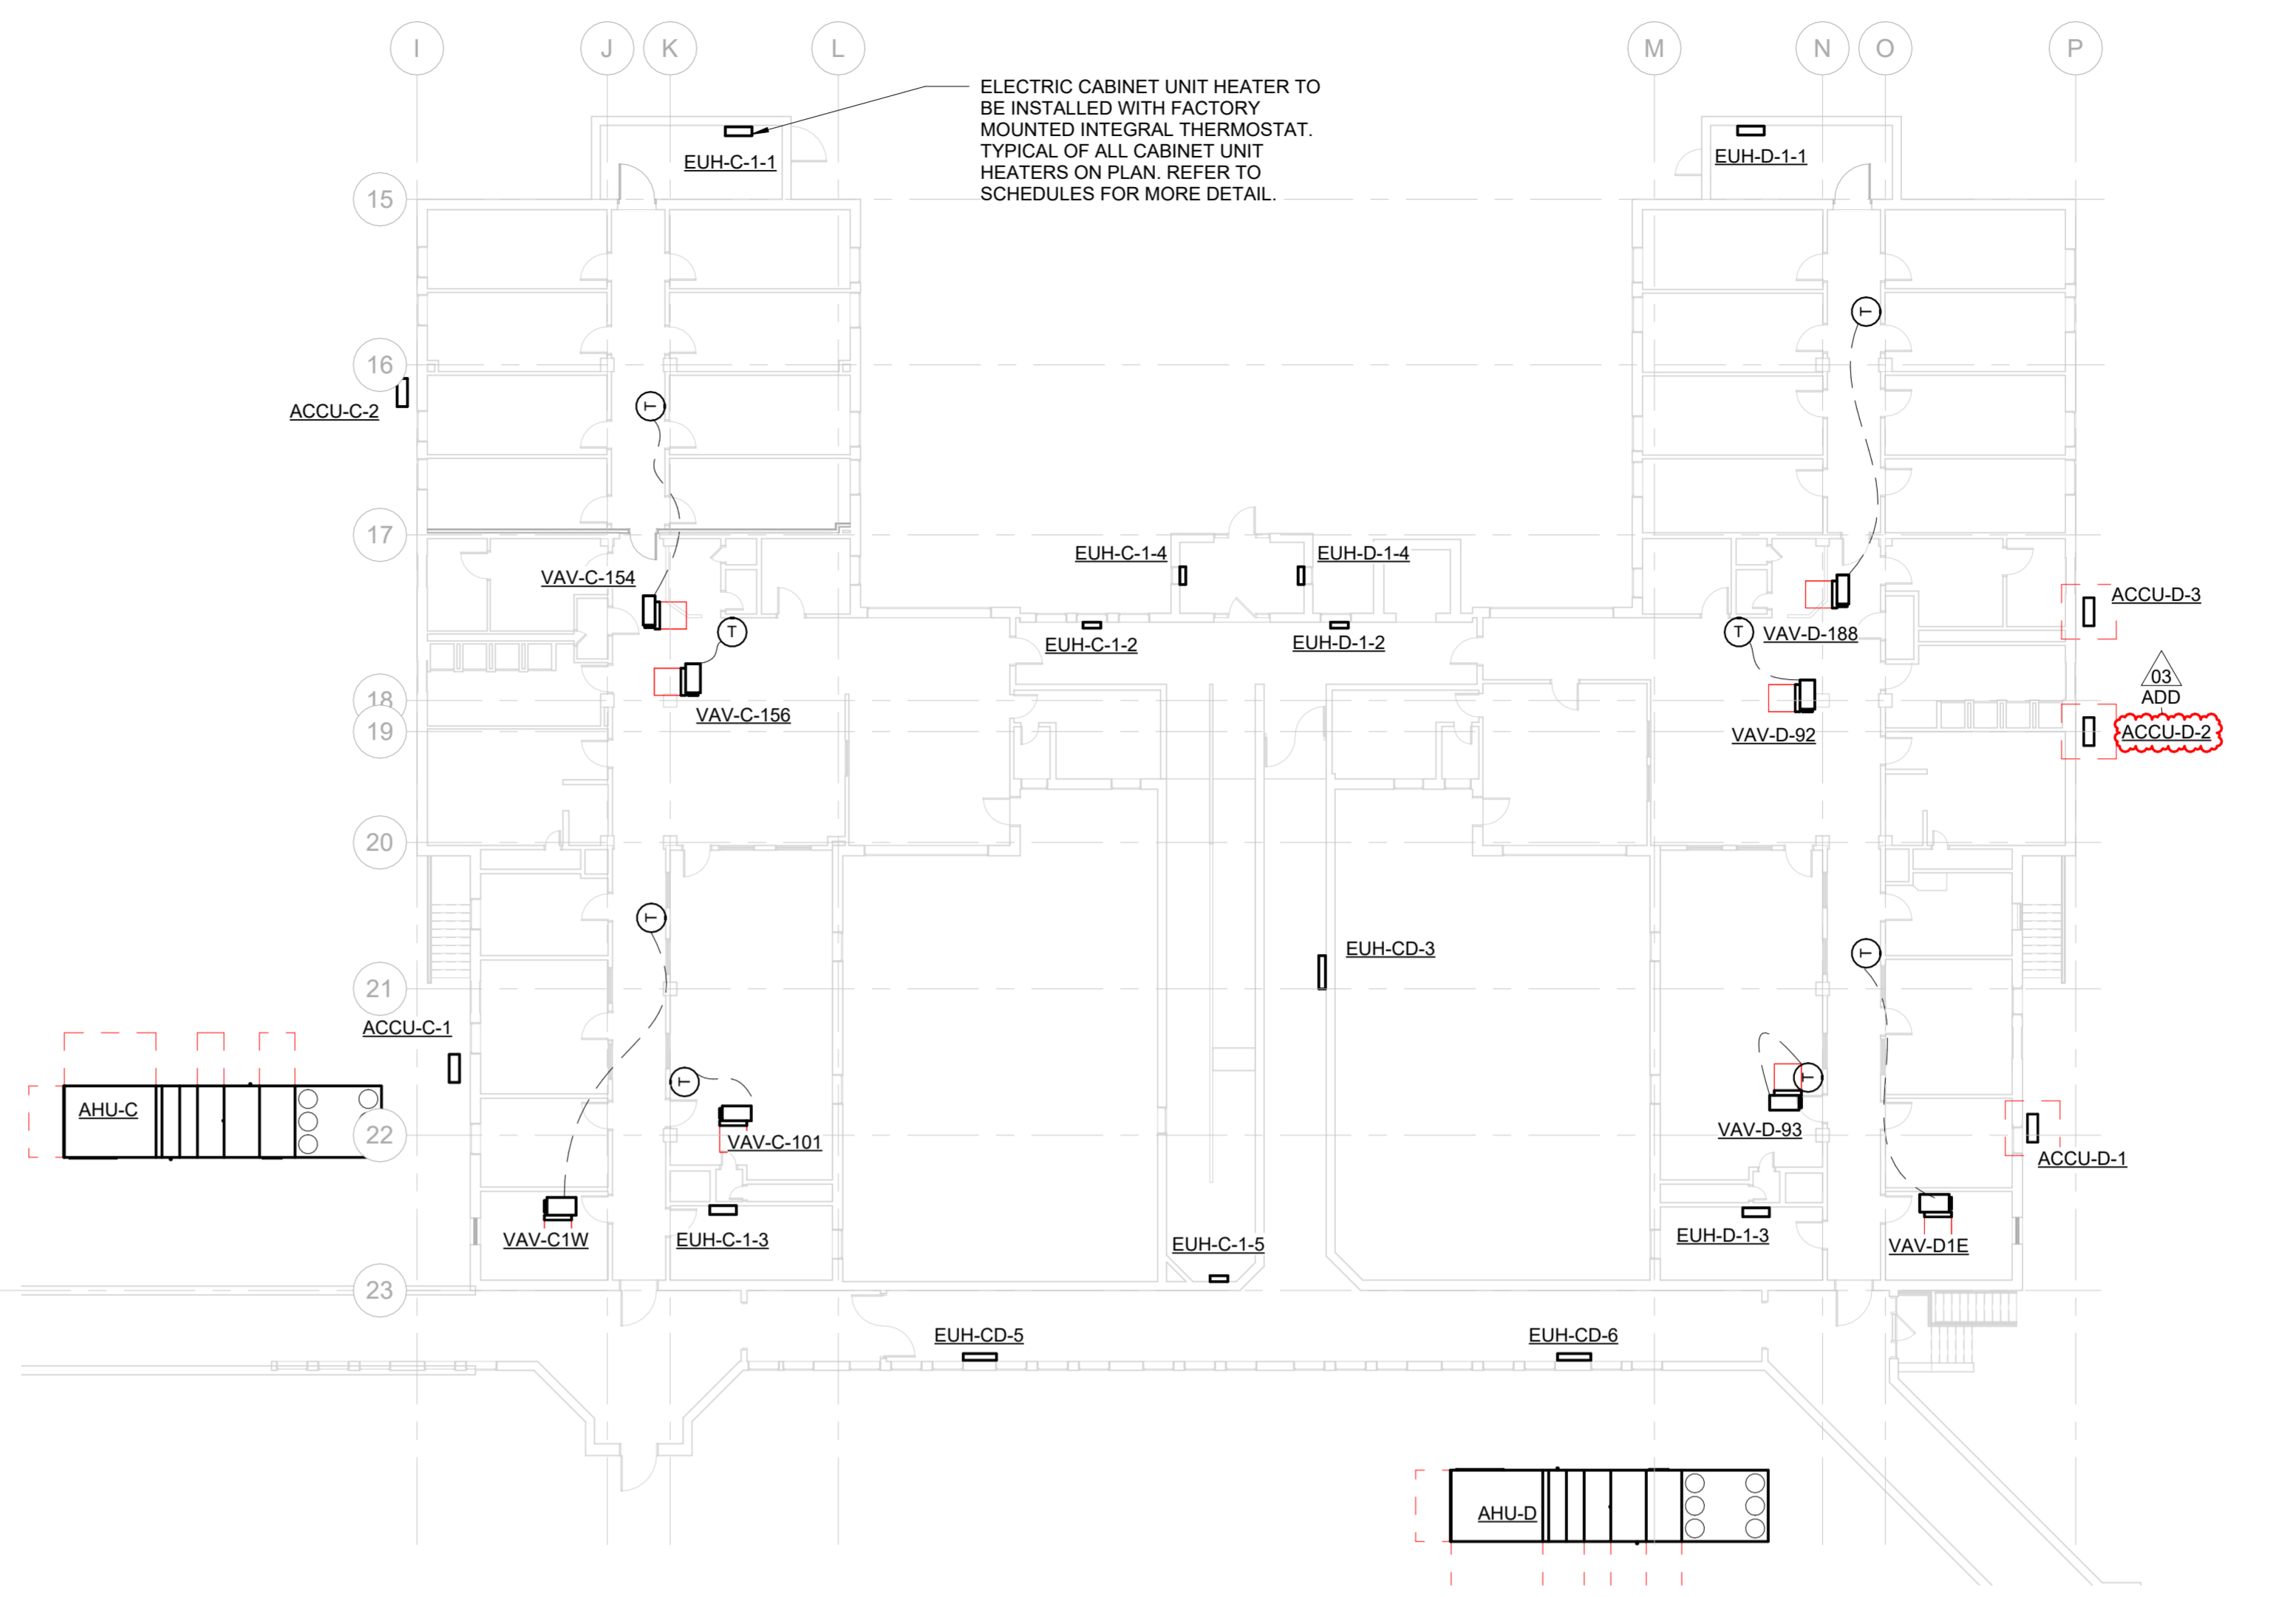 I
J
K
L
M
N
O
P
ELECTRIC CABINET UNIT HEATER TO
BE INSTALLED WITH FACTORY
MOUNTED INTEGRAL THERMOSTAT.
TYPICAL OF ALL CABINET UNIT
HEATERS ON PLAN. REFER TO
SCHEDULES FOR MORE DETAIL.
EUH-C-1-1
EUH-D-1-1
15
T
16
ACCU-C-2
T
17
EUH-C-1-4
EUH-D-1-4
VAV-C-154
ACCU-D-3
T
T
VAV-D-188
EUH-C-1-2
EUH-D-1-2
03
ADD
18
VAV-C-156
19
VAV-D-92
ACCU-D-2
20
T
EUH-CD-3
T
21
ACCU-C-1
T
T
AHU-C
22
VAV-C-101
VAV-D-93
ACCU-D-1
VAV-C1W
EUH-C-1-3
EUH-C-1-5
EUH-D-1-3
VAV-D1E
23
EUH-CD-5
EUH-CD-6
AHU-D